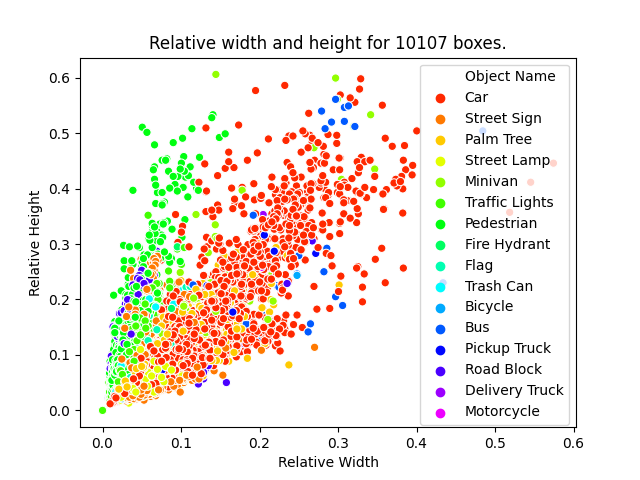 Relative width and height for 10107 boxes.
Relative Height
0.6
0.5
0.4
0.3
0.2
0.1
0.0
Object Name
Car
Street Sign
Palm Tree
Street Lamp
Minivan
Traffic Lights
Pedestrian
Fire Hydrant
Flag
Trash Can
Bicycle
Bus
Pickup Truck
Road Block
Delivery Truck
Motorcycle
0.0 0.1 0.2 0.3 0.4 0.5 0.6
Relative Width